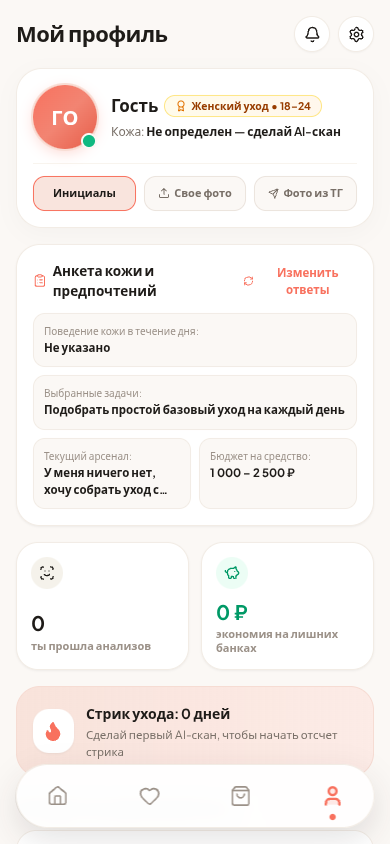 Мой профиль
ГО
Гость
Женский уход • 18–24
Кожа: Не определен — сделай AI-скан
Инициалы
Свое фото
Фото из ТГ
Анкета кожи и
предпочтений
Изменить
ответы
Поведение кожи в течение дня:
Не указано
Выбранные задачи:
Подобрать простой базовый уход на каждый день
Текущий арсенал:
У меня ничего нет,
хочу собрать уход с…
Бюджет на средство:
1 000 – 2 500 ₽
0
ты прошла анализов
0 ₽
экономия на лишних
банках
Стрик ухода: 0 дней
Сделай первый AI-скан, чтобы начать отсчет
стрика